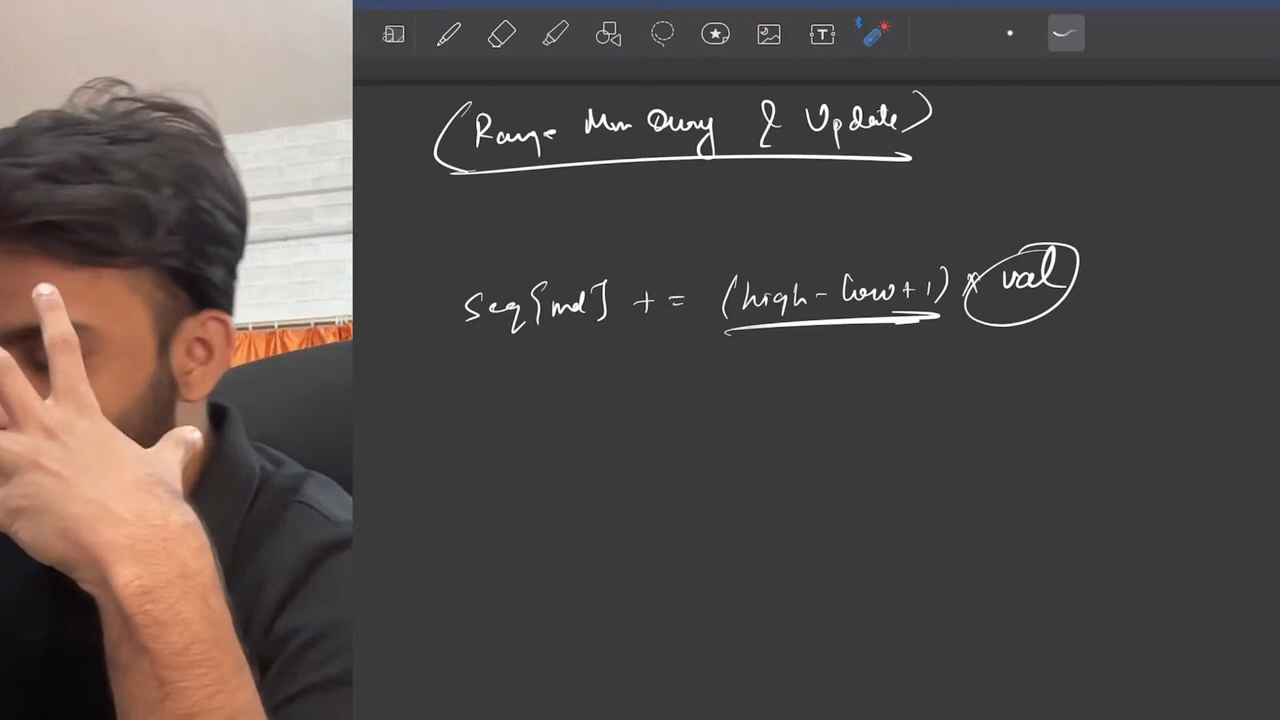 (Range Min Query & Update)
seg[ind] += (high - low + 1) * val
T